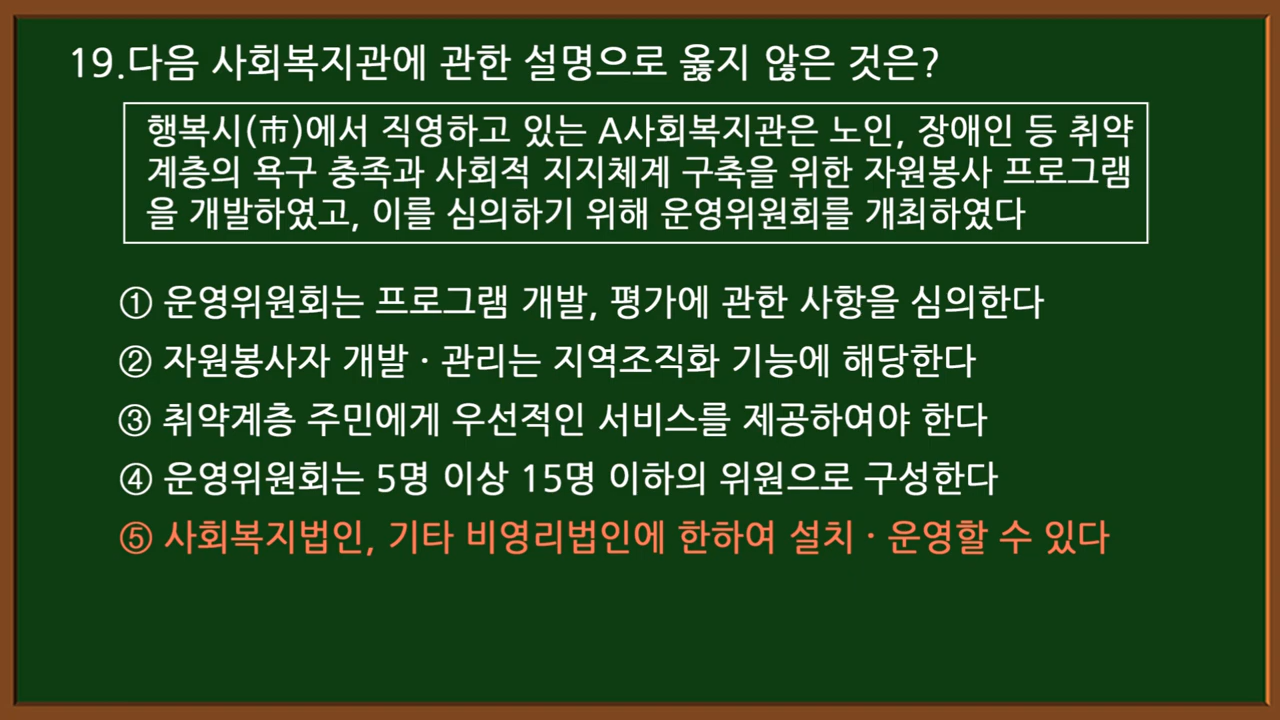 19.다음 사회복지관에 관한 설명으로 옳지 않은 것은?
행복시(市)에서 직영하고 있는 A사회복지관은 노인, 장애인 등 취약
계층의 욕구 충족과 사회적 지지체계 구축을 위한 자원봉사 프로그램
을 개발하였고, 이를 심의하기 위해 운영위원회를 개최하였다
① 운영위원회는 프로그램 개발, 평가에 관한 사항을 심의한다
② 자원봉사자 개발 · 관리는 지역조직화 기능에 해당한다
③ 취약계층 주민에게 우선적인 서비스를 제공하여야 한다
④ 운영위원회는 5명 이상 15명 이하의 위원으로 구성한다
⑤ 사회복지법인, 기타 비영리법인에 한하여 설치 · 운영할 수 있다